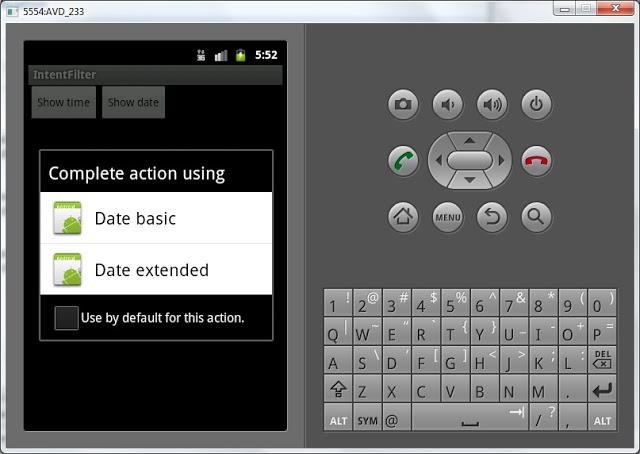 5554:AVD_233
3G 5:52
IntentFilter
Show time Show date
Complete action using
Date basic
Date extended
Use by default for this action.
MENU
1 ! 2 @ 3 # 4 $ 5 % 6 ^ 7 & 8 * 9 ( 0 )
Q | W ~ E " R ` T { Y } U _ I - O + P =
A S \ D ' F [ G ] H < J > K ; L : DEL
Z X C V B N M .
ALT SYM @ / ? , ALT